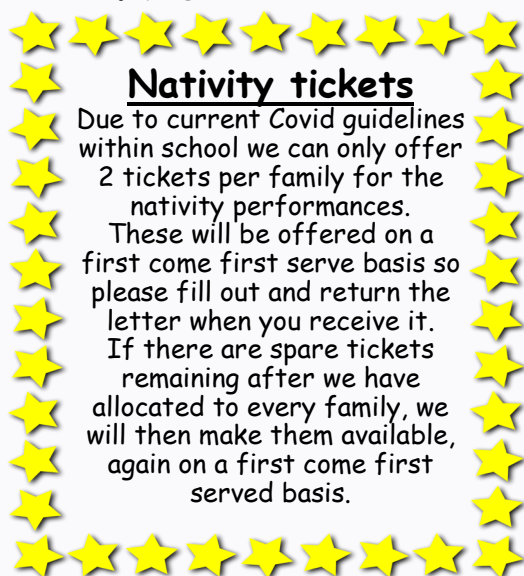 Nativity tickets
Due to current Covid guidelines
within school we can only offer
2 tickets per family for the
nativity performances.
These will be offered on a
first come first serve basis so
please fill out and return the
letter when you receive it.
If there are spare tickets
remaining after we have
allocated to every family, we
will then make them available,
again on a first come first
served basis.